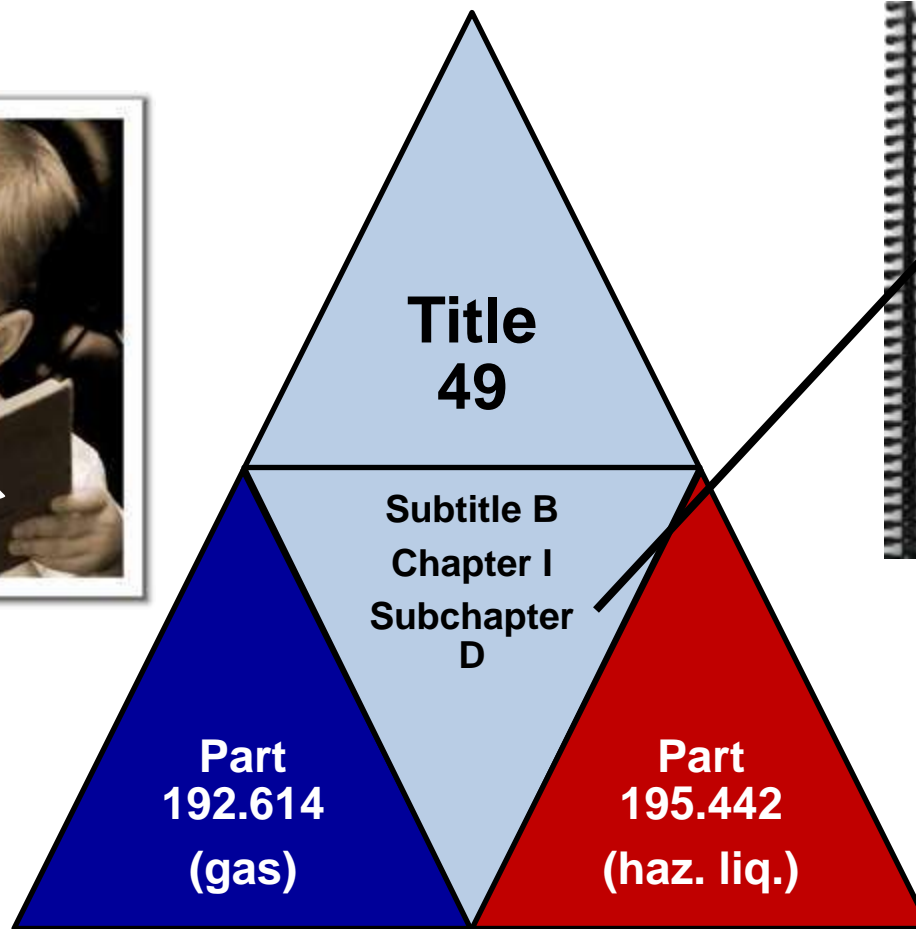 Title
49
Subtitle B
Chapter I
Subchapter
D
Part
192.614
(gas)
Part
195.442
(haz. liq.)